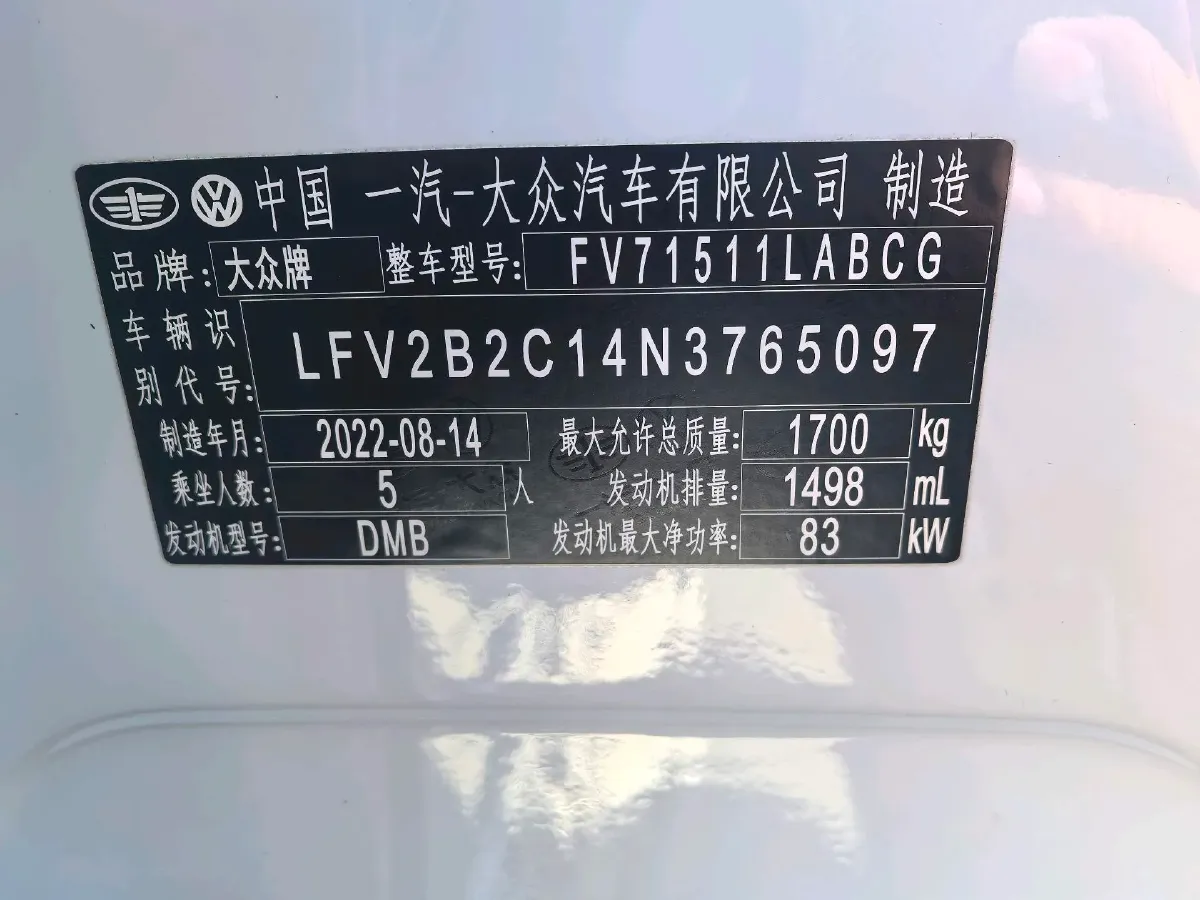 中国 一汽-大众汽车有限公司 制造
品牌: 大众牌 整车型号: FV71511LABCG
车辆识
别代号: LFV2B2C14N3765097
制造年月: 2022-08-14 最大允许总质量: 1700 kg
乘坐人数: 5 人 发动机排量: 1498 mL
发动机型号: DMB 发动机最大净功率: 83 kW